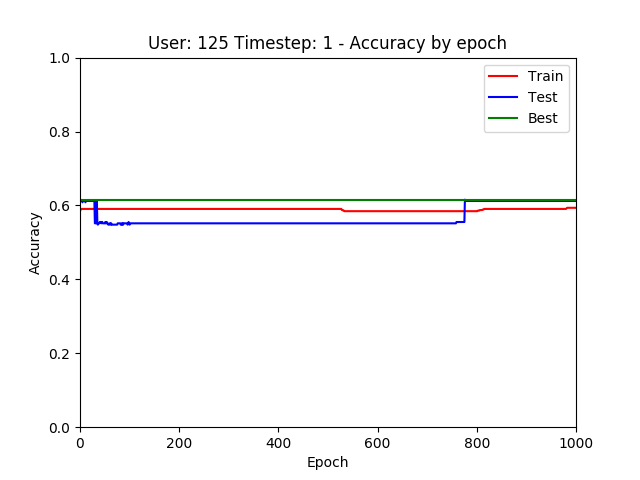 User: 125 Timestep: 1 - Accuracy by epoch
1.0
0.8
0.6
0.4
0.2
0.0
Accuracy
Train
Test
Best
0 200 400 600 800 1000
Epoch